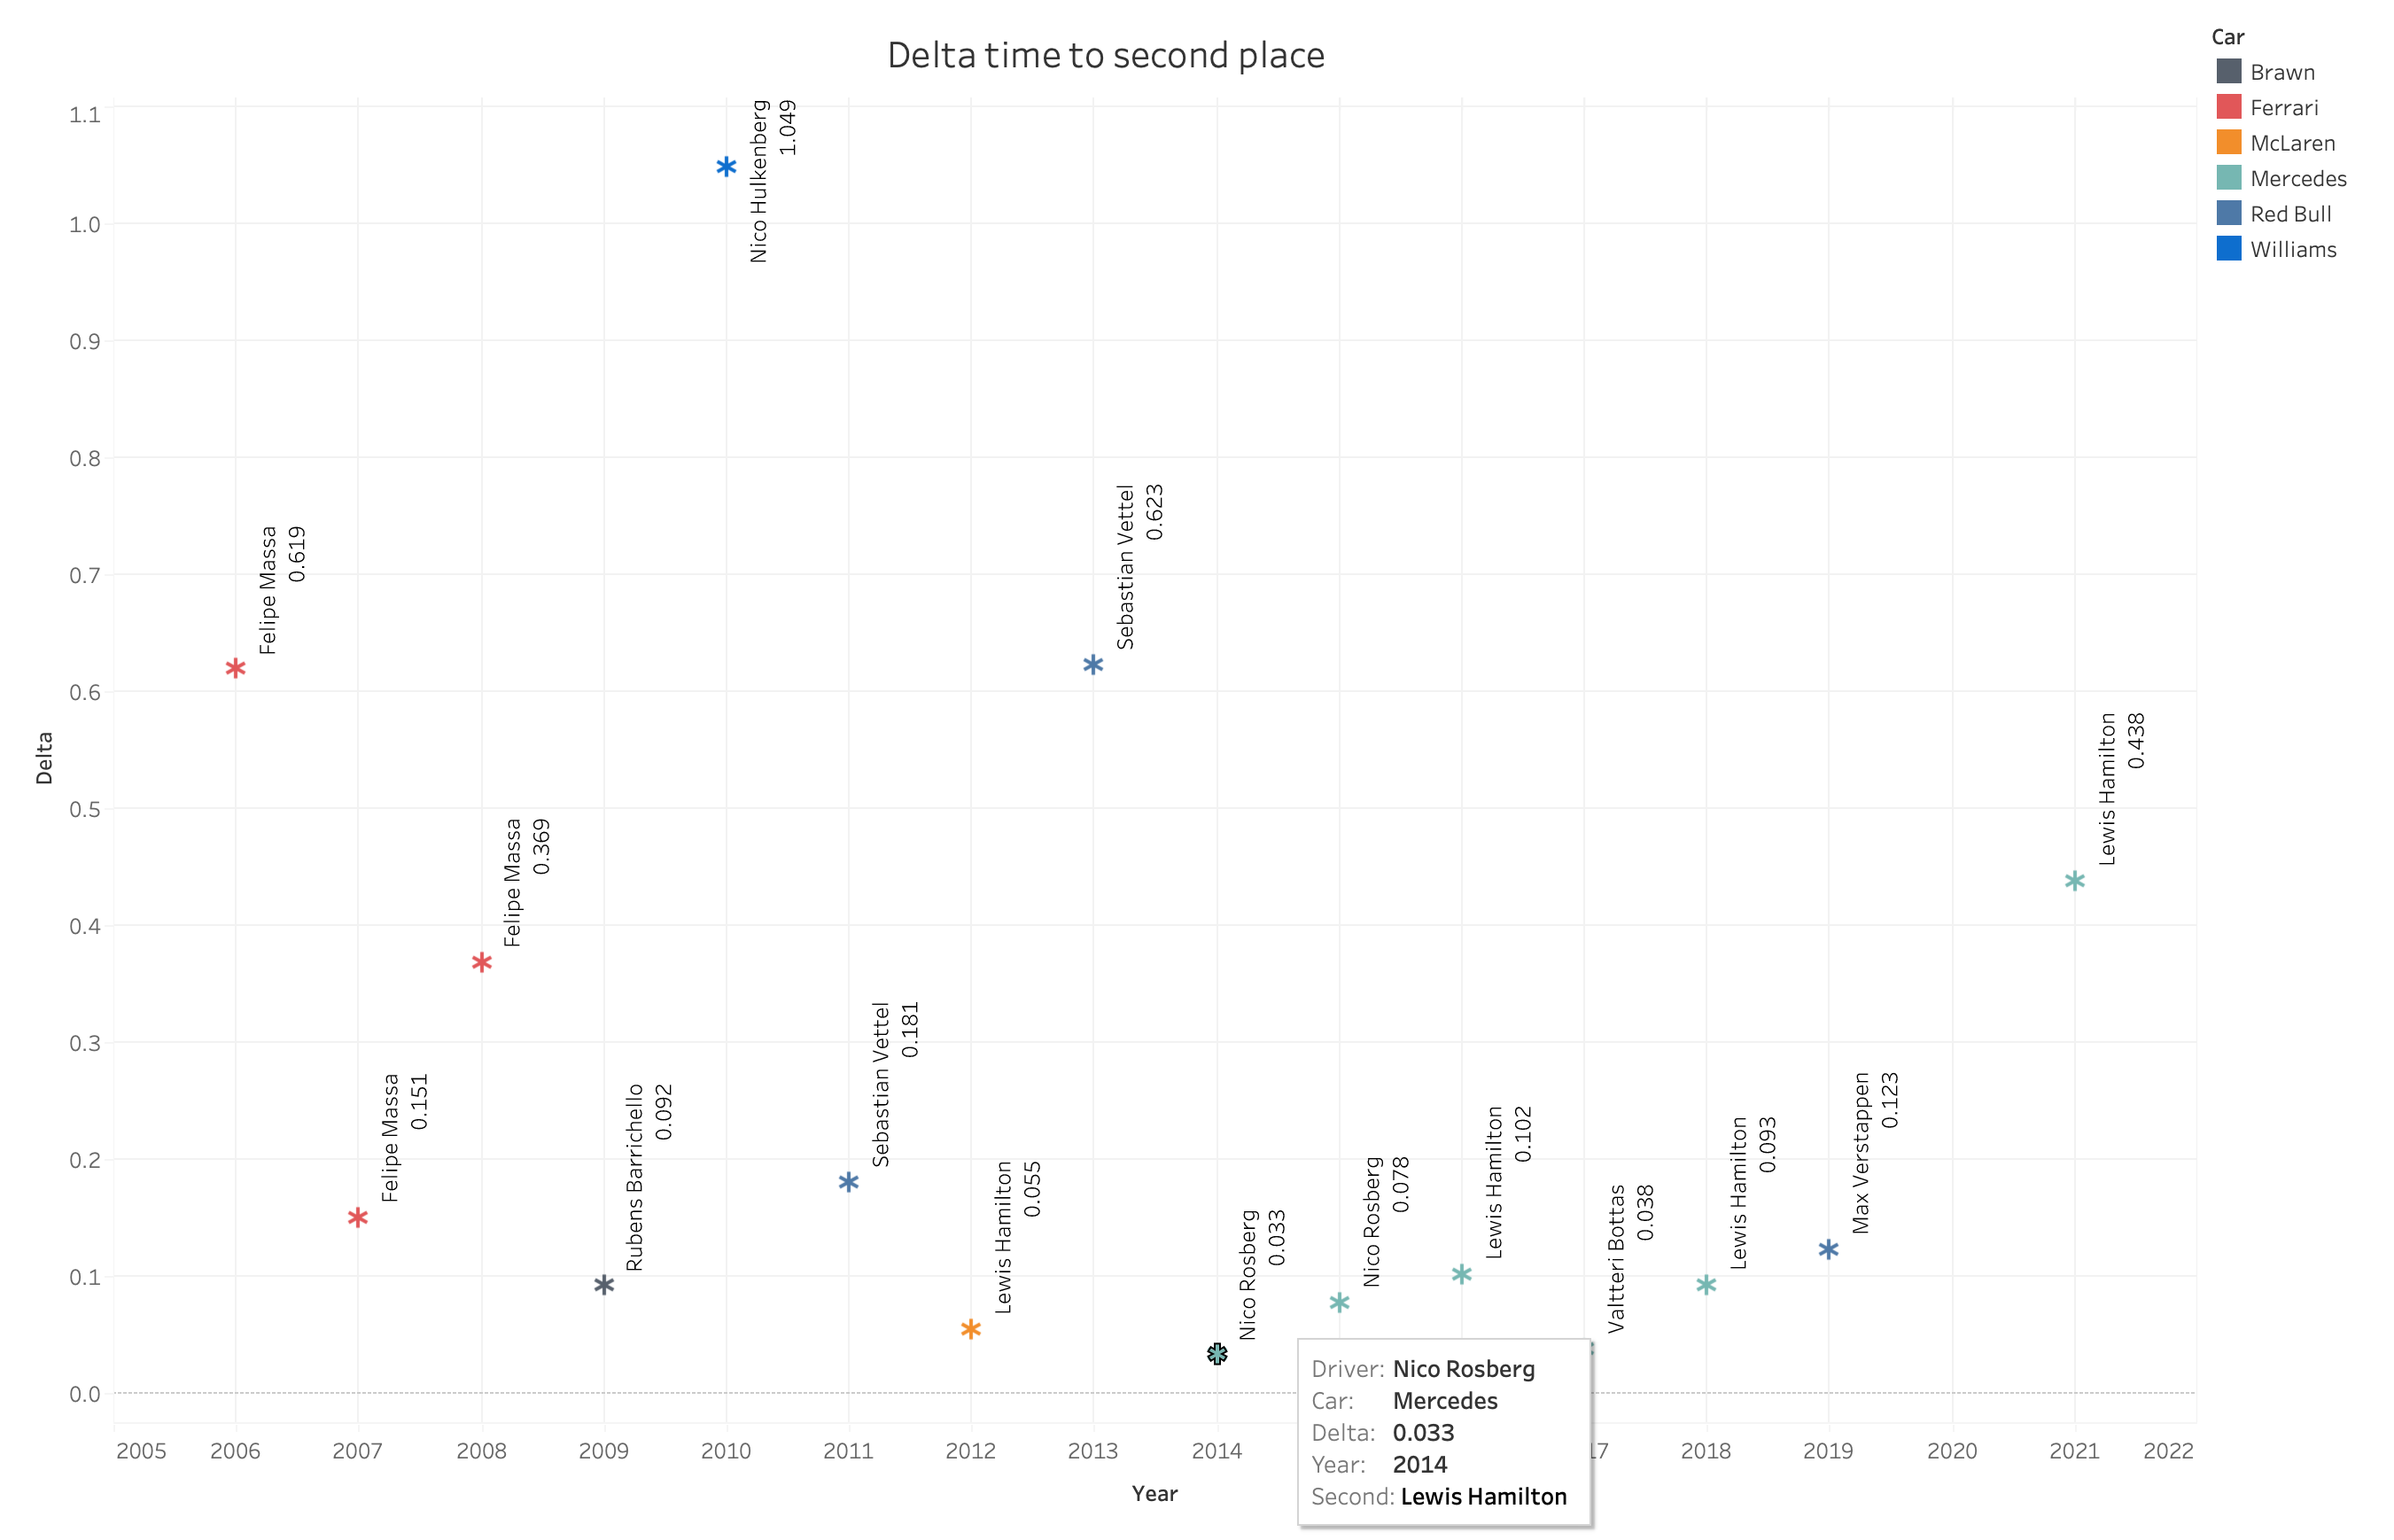 Delta time to second place
Car
Brawn
Ferrari
McLaren
Mercedes
Red Bull
Williams
Delta
1.1
1.0
0.9
0.8
0.7
0.6
0.5
0.4
0.3
0.2
0.1
0.0
Felipe Massa
0.619
Felipe Massa
0.151
Felipe Massa
0.369
Rubens Barrichello
0.092
Nico Hulkenberg
1.049
Sebastian Vettel
0.181
Lewis Hamilton
0.055
Sebastian Vettel
0.623
Nico Rosberg
0.033
Nico Rosberg
0.078
Lewis Hamilton
0.102
Valtteri Bottas
0.038
Lewis Hamilton
0.093
Max Verstappen
0.123
Lewis Hamilton
0.438
Driver: Nico Rosberg
Car: Mercedes
Delta: 0.033
Year: 2014
Second: Lewis Hamilton
2005 2006 2007 2008 2009 2010 2011 2012 2013 2014 17 2018 2019 2020 2021 2022
Year